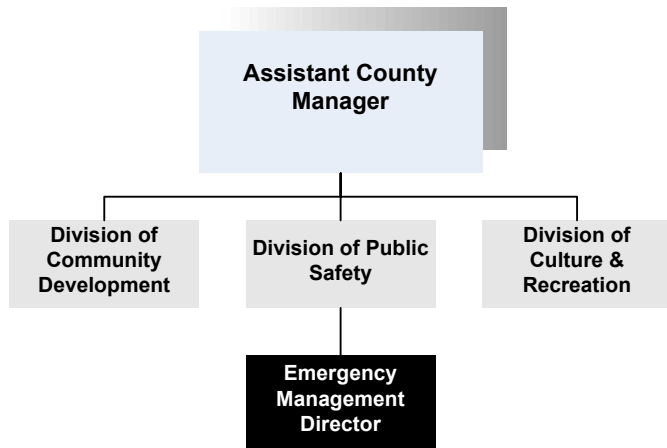 Assistant County
Manager
Division of
Community
Development
Division of Public
Safety
Division of
Culture &
Recreation
Emergency
Management
Director